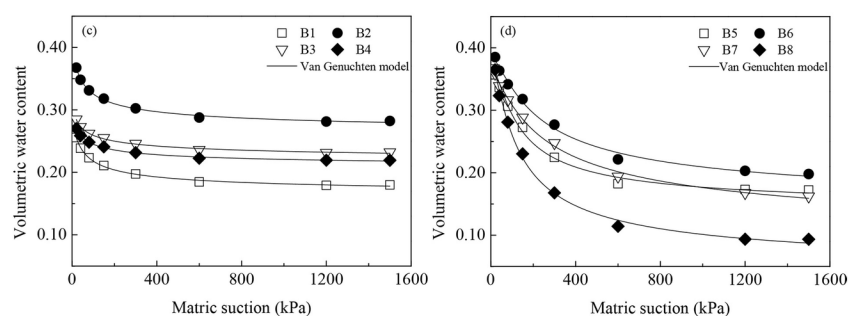 (c)
B1 B2
B3 B4
Van Genuchten model
0.40
0.30
0.20
0.10
Volumetric water content
0 400 800 1200 1600
Matric suction (kPa)
(d)
B5 B6
B7 B8
Van Genuchten model
0.40
0.30
0.20
0.10
Volumetric water content
0 400 800 1200 1600
Matric suction (kPa)